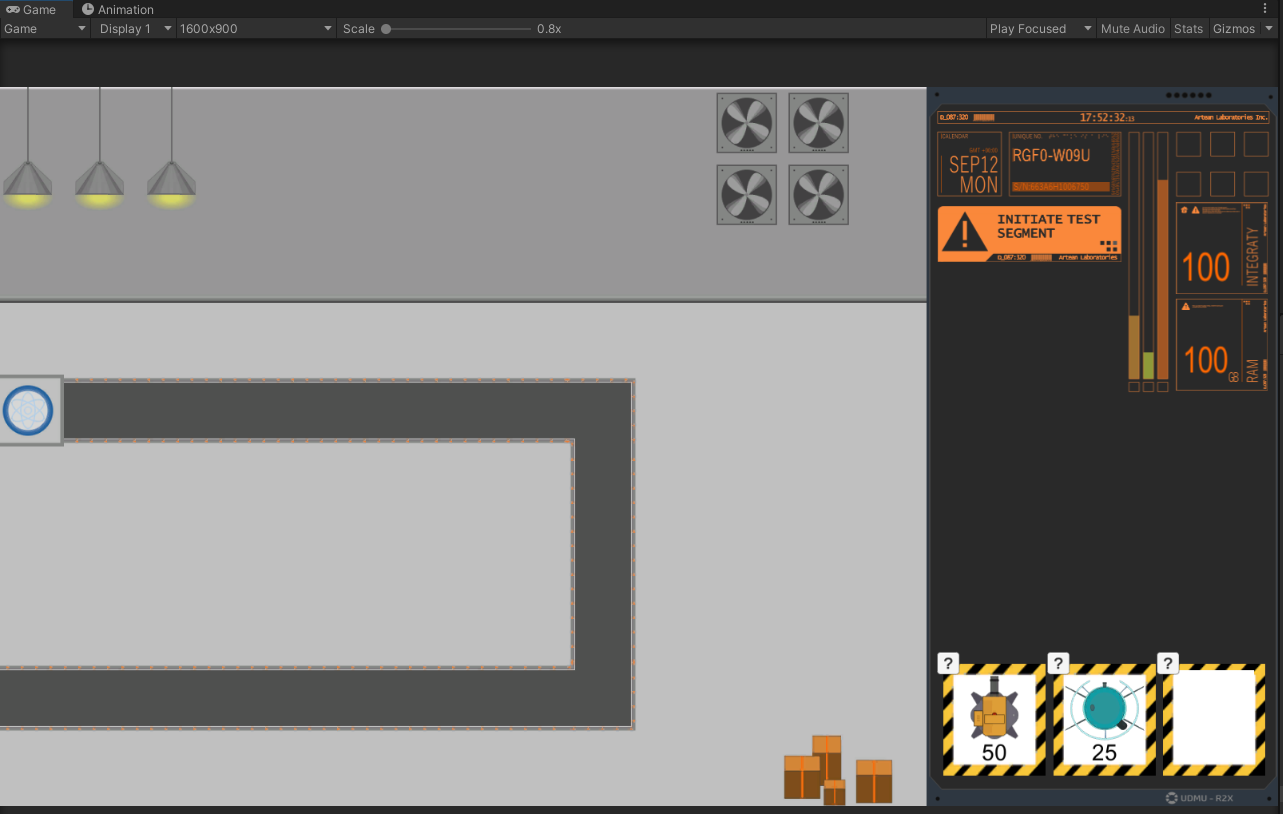 Game
Animation
Game
Display 1
1600x900
Scale
0.8x
Play Focused
Mute Audio
Stats
Gizmos
0_087:320
17:52:32:13
Artean Laboratories Inc.
CALENDAR
SEP12
MON
UNIQUE NO.
RGF0-W09U
INITIATE TEST
SEGMENT
0_087:320
Artean Laboratories
100
INTEGRATY
100
GB
RAM
?
?
?
50
25
UDMU - R2X